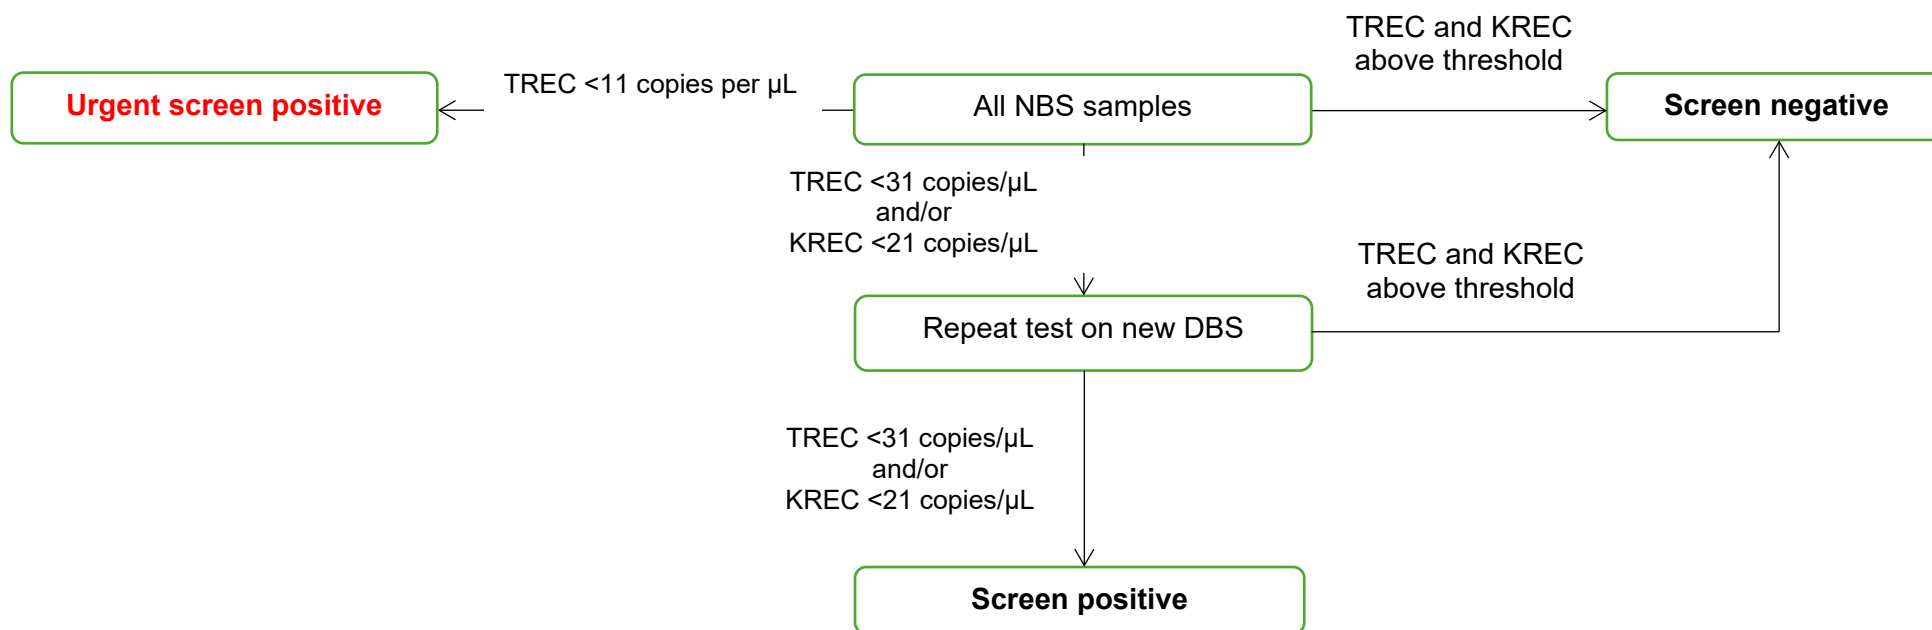 TREC and KREC
above threshold
Urgent screen positive
TREC <11 copies per µL
All NBS samples
Screen negative
TREC <31 copies/µL
and/or
KREC <21 copies/µL
TREC and KREC
above threshold
Repeat test on new DBS
TREC <31 copies/µL
and/or
KREC <21 copies/µL
Screen positive